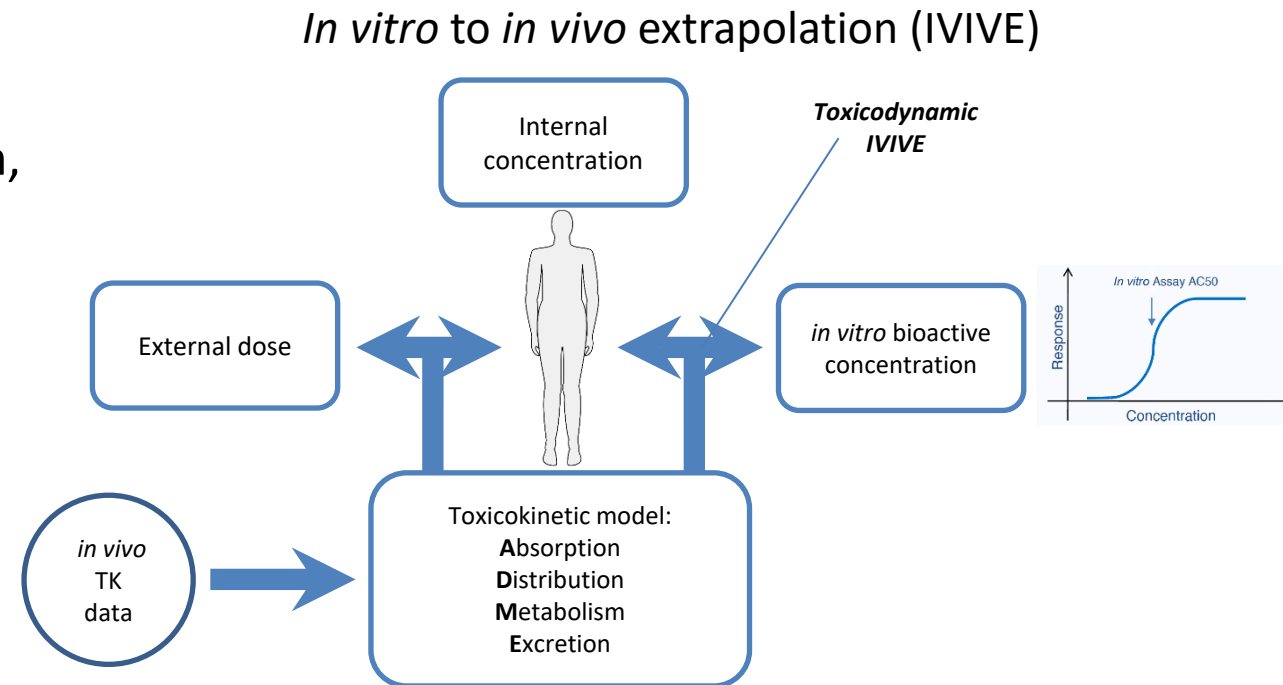 In vitro to in vivo extrapolation (IVIVE)
Internal
concentration
Toxicodynamic
IVIVE
External dose
in vitro bioactive
concentration
In vitro Assay AC50
Response
Concentration
in vivo
TK
data
Toxicokinetic model:
Absorption
Distribution
Metabolism
Excretion